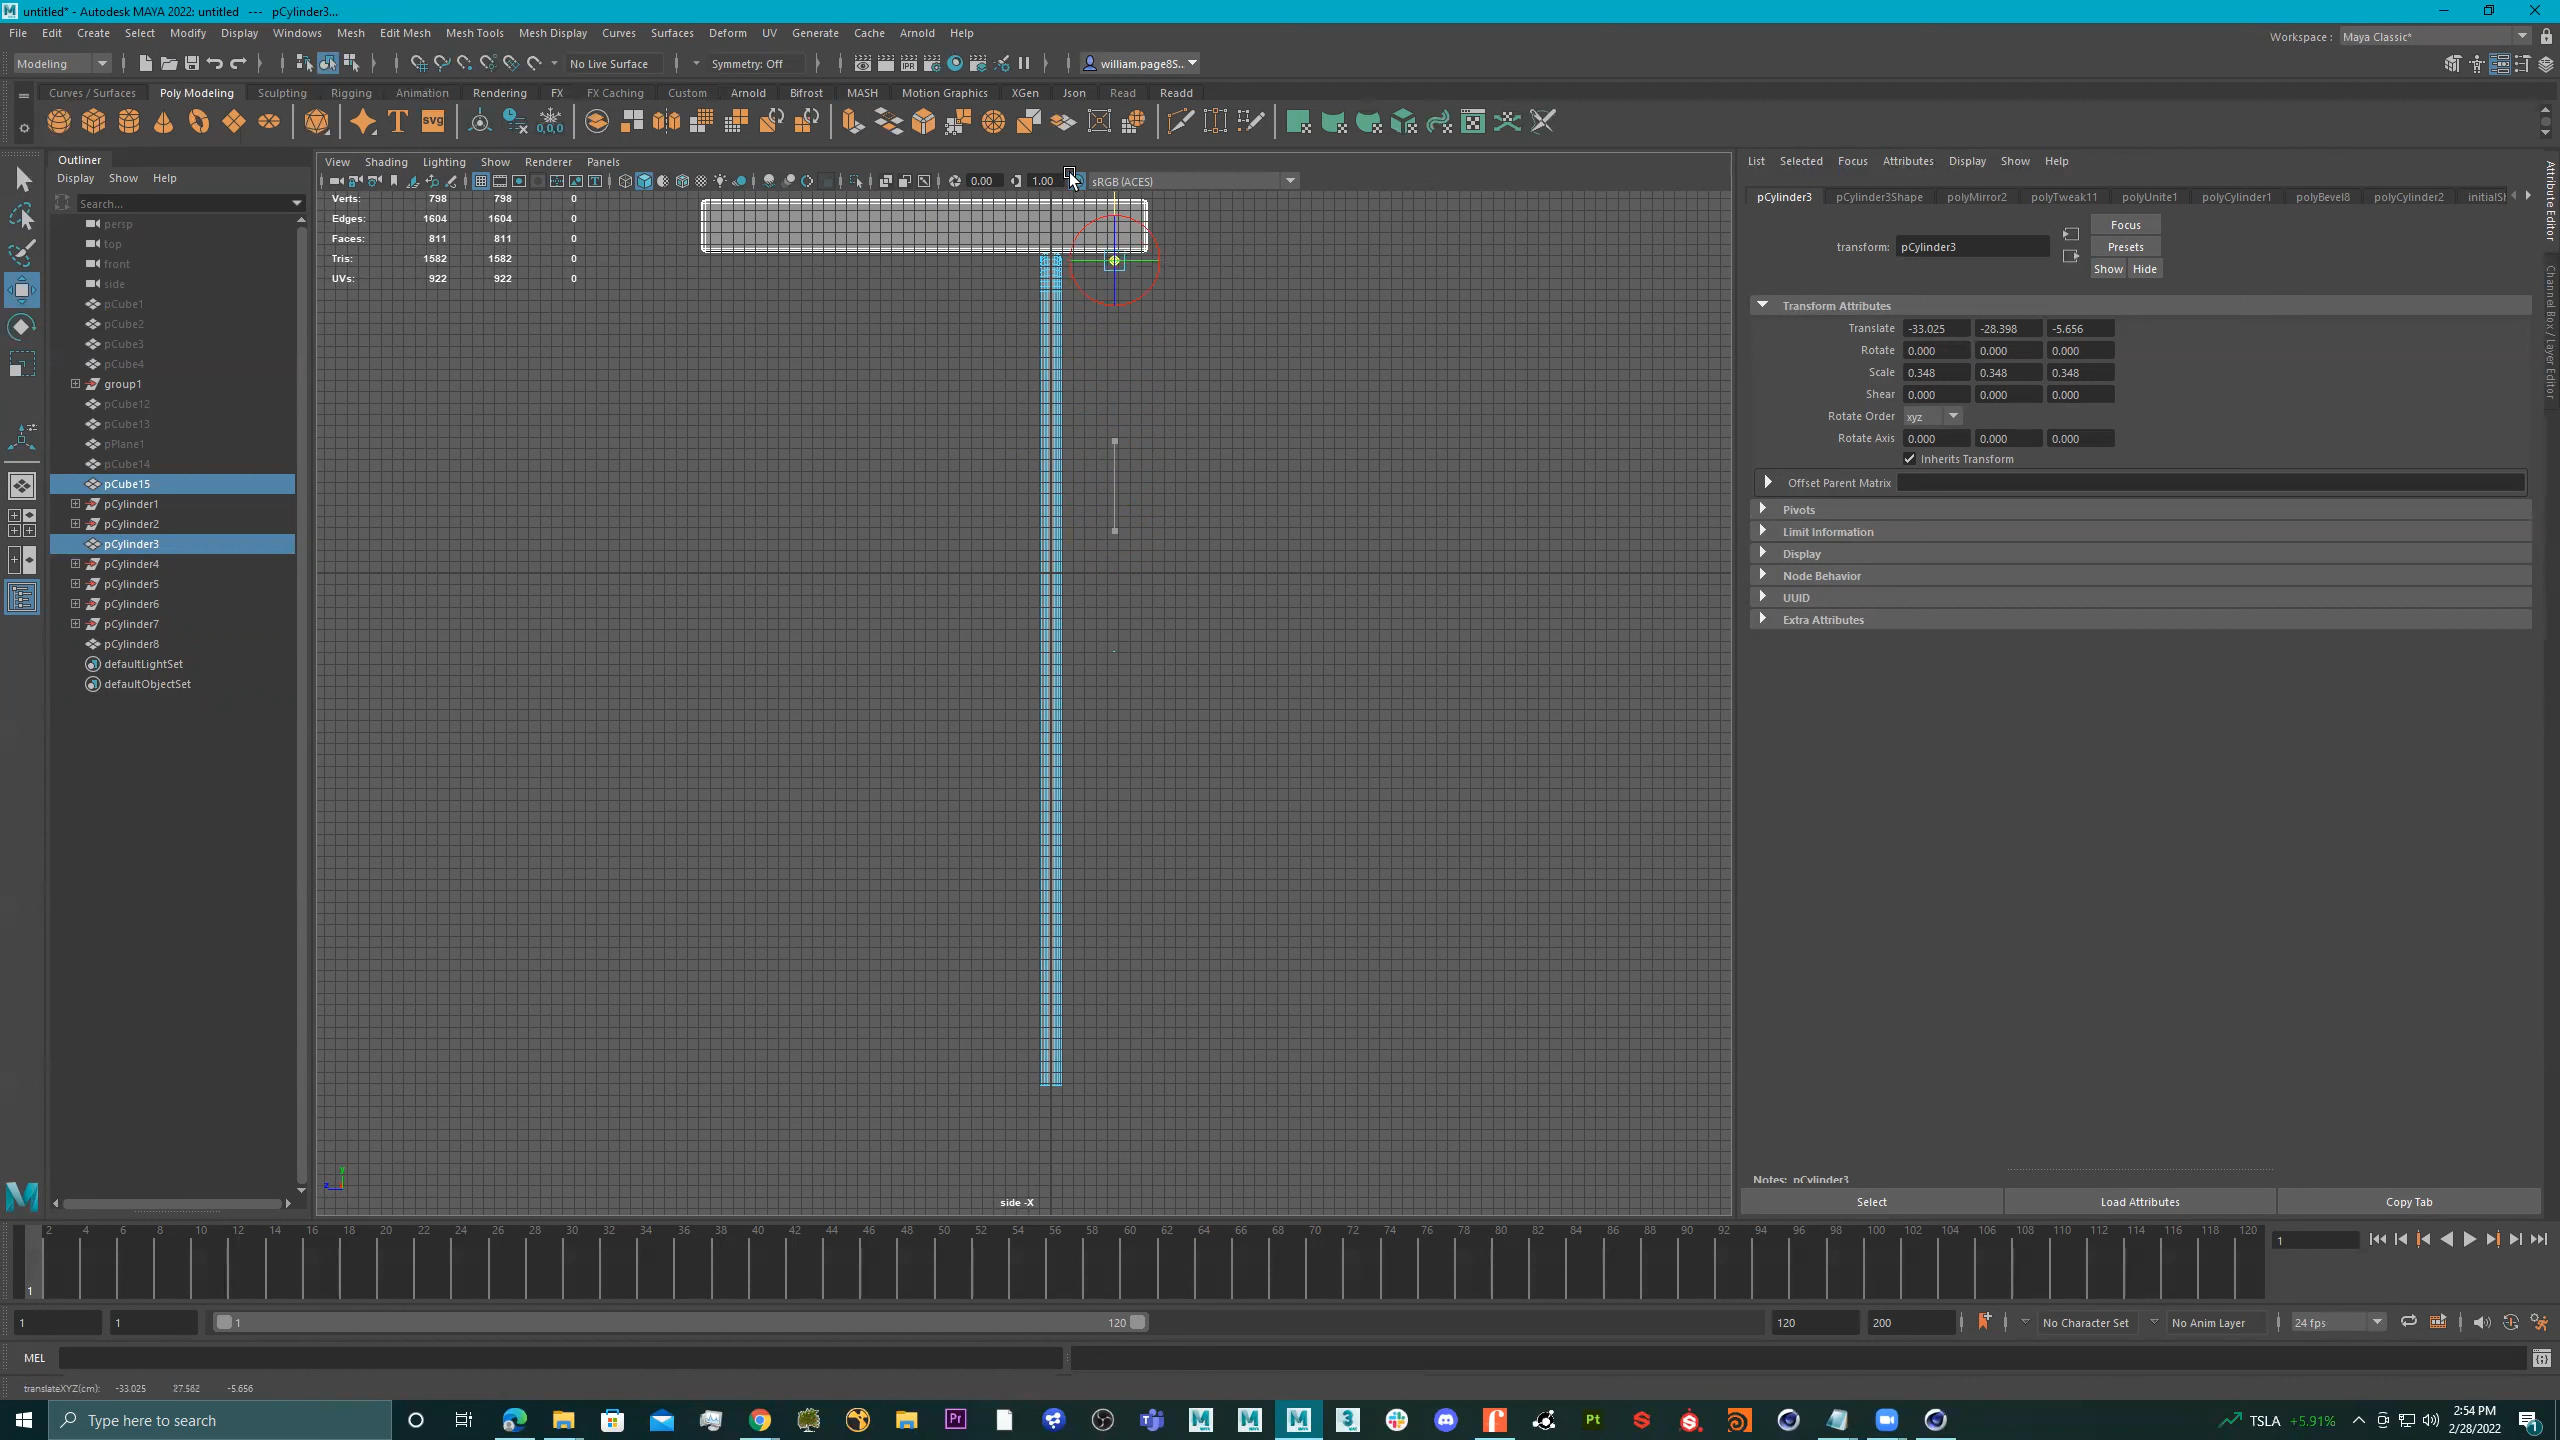 untitled* - Autodesk MAYA 2022: untitled   ---   pCylinder3...
File Edit Create Select Modify Display Windows Mesh Edit Mesh Mesh Tools Mesh Display Curves Surfaces Deform UV Generate Cache Arnold Help
Workspace : Maya Classic*
Modeling No Live Surface Symmetry: Off william.page8S...
Curves / Surfaces Poly Modeling Sculpting Rigging Animation Rendering FX FX Caching Custom Arnold Bifrost MASH Motion Graphics XGen Json Read Readd
T svg 0,0,0
Outliner
Display Show Help
Search...
persp
top
front
side
pCube1
pCube2
pCube3
pCube4
group1
pCube12
pCube13
pPlane1
pCube14
pCube15
pCylinder1
pCylinder2
pCylinder3
pCylinder4
pCylinder5
pCylinder6
pCylinder7
pCylinder8
defaultLightSet
defaultObjectSet
View Shading Lighting Show Renderer Panels
0.00 1.00 sRGB (ACES)
Verts: 798 798 0
Edges: 1604 1604 0
Faces: 811 811 0
Tris: 1582 1582 0
UVs: 922 922 0
y
z
side -X
List Selected Focus Attributes Display Show Help
pCylinder3 pCylinder3Shape polyMirror2 polyTweak11 polyUnite1 polyCylinder1 polyBevel8 polyCylinder2 initialSh
Focus
transform: pCylinder3 Presets
Show Hide
Transform Attributes
Translate -33.025 -28.398 -5.656
Rotate 0.000 0.000 0.000
Scale 0.348 0.348 0.348
Shear 0.000 0.000 0.000
Rotate Order xyz
Rotate Axis 0.000 0.000 0.000
Inherits Transform
Offset Parent Matrix
Pivots
Limit Information
Display
Node Behavior
UUID
Extra Attributes
Notes: pCylinder3
Select Load Attributes Copy Tab
Attribute Editor
Channel Box / Layer Editor
2 4 6 8 10 12 14 16 18 20 22 24 26 28 30 32 34 36 38 40 42 44 46 48 50 52 54 56 58 60 62 64 66 68 70 72 74 76 78 80 82 84 86 88 90 92 94 96 98 100 102 104 106 108 110 112 114 116 118 120
1
1
1 1 1 120 120 200 No Character Set No Anim Layer 24 fps
MEL
translateXYZ(cm): -33.025 27.562 -5.656
Type here to search
TSLA +5.91%
2:54 PM
2/28/2022